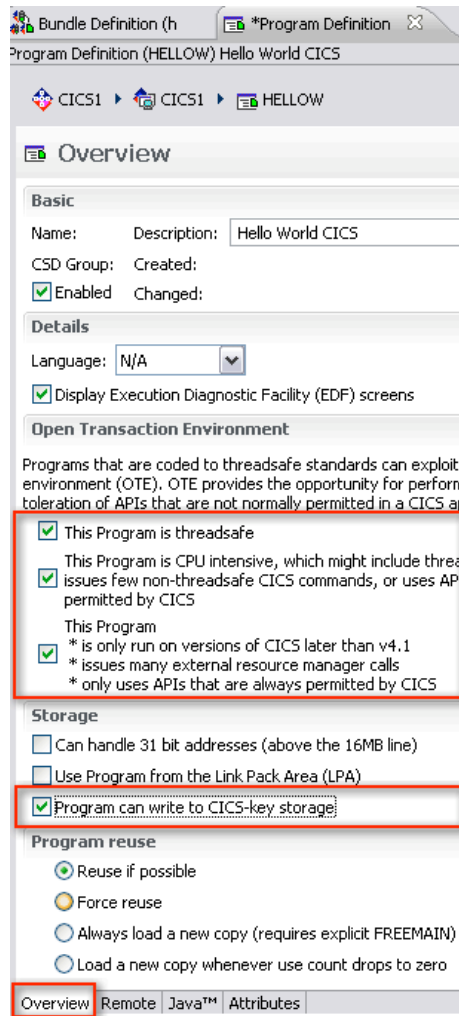 Bundle Definition (h
*Program Definition
Program Definition (HELLOW) Hello World CICS
CICS1 CICS1 HELLOW
Overview
Basic
Name: Description: Hello World CICS
CSD Group: Created:
Enabled Changed:
Details
Language: N/A
Display Execution Diagnostic Facility (EDF) screens
Open Transaction Environment
Programs that are coded to threadsafe standards can exploit
environment (OTE). OTE provides the opportunity for perform
toleration of APIs that are not normally permitted in a CICS a
This Program is threadsafe
This Program is CPU intensive, which might include threa
issues few non-threadsafe CICS commands, or uses AP
permitted by CICS
This Program
* is only run on versions of CICS later than v4.1
* issues many external resource manager calls
* only uses APIs that are always permitted by CICS
Storage
Can handle 31 bit addresses (above the 16MB line)
Use Program from the Link Pack Area (LPA)
Program can write to CICS-key storage
Program reuse
Reuse if possible
Force reuse
Always load a new copy (requires explicit FREEMAIN)
Load a new copy whenever use count drops to zero
Overview Remote Java™ Attributes